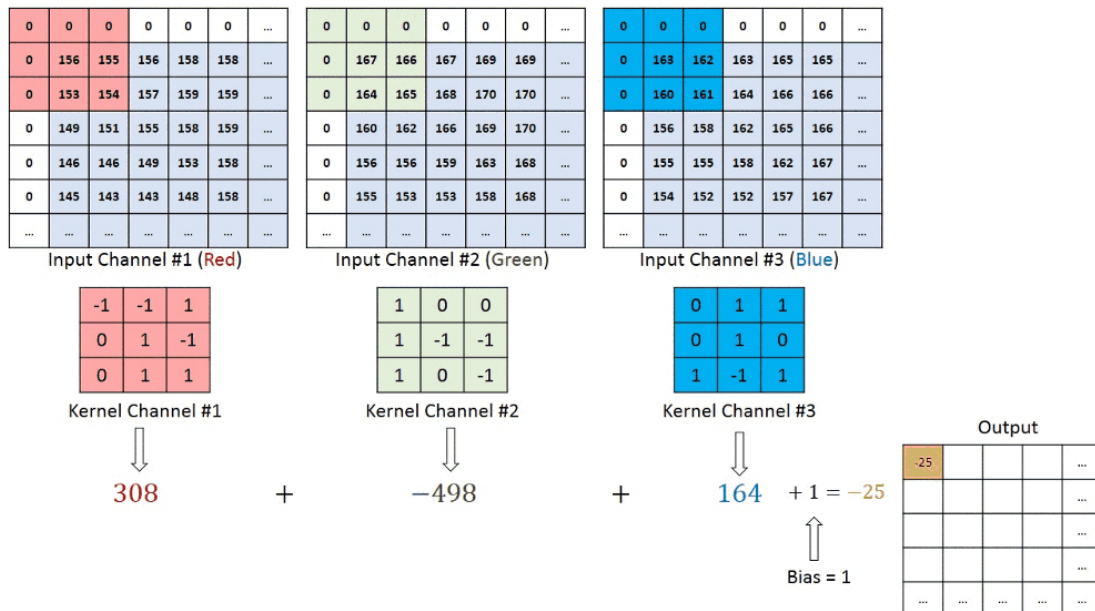 0 0 0 0 0 0 ...
0 156 155 156 158 158 ...
0 153 154 157 159 159 ...
0 149 151 155 158 159 ...
0 146 146 149 153 158 ...
0 145 143 143 148 158 ...
... ... ... ... ... ... ...
Input Channel #1 (Red)
0 0 0 0 0 0 ...
0 167 166 167 169 169 ...
0 164 165 168 170 170 ...
0 160 162 166 169 170 ...
0 156 156 159 163 168 ...
0 155 153 153 158 168 ...
... ... ... ... ... ... ...
Input Channel #2 (Green)
0 0 0 0 0 0 ...
0 163 162 163 165 165 ...
0 160 161 164 166 166 ...
0 156 158 162 165 166 ...
0 155 155 158 162 167 ...
0 154 152 152 157 167 ...
... ... ... ... ... ... ...
Input Channel #3 (Blue)
-1 -1 1
0 1 -1
0 1 1
Kernel Channel #1
1 0 0
1 -1 -1
1 0 -1
Kernel Channel #2
0 1 1
0 1 0
1 -1 1
Kernel Channel #3
308 + −498 + 164 + 1 = −25
Bias = 1
Output
-25 ...
...
...
...
... ... ... ... ...